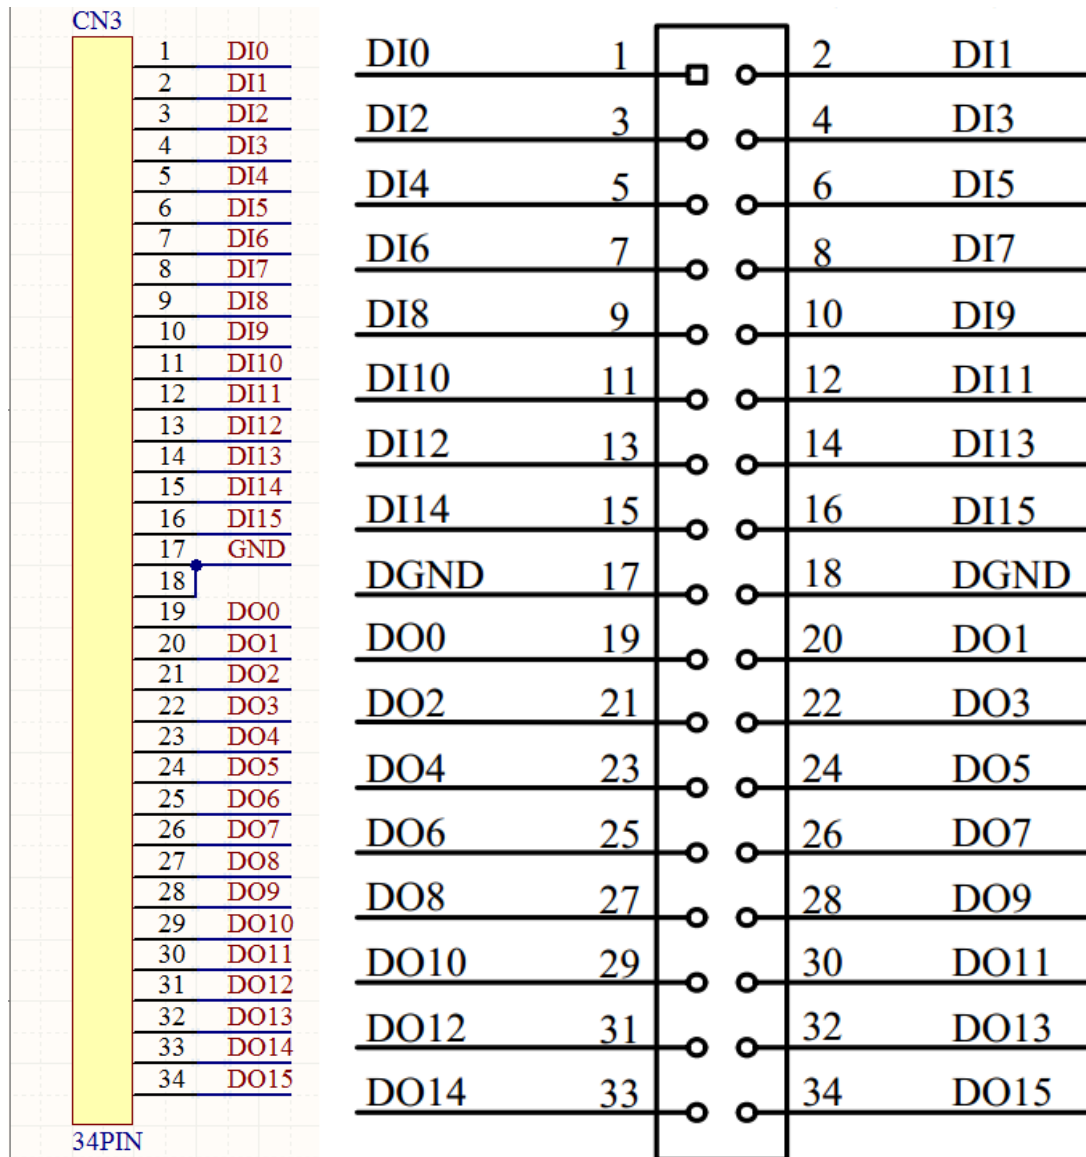 CN3
1 DI0
2 DI1
3 DI2
4 DI3
5 DI4
6 DI5
7 DI6
8 DI7
9 DI8
10 DI9
11 DI10
12 DI11
13 DI12
14 DI13
15 DI14
16 DI15
17 GND
18
19 DO0
20 DO1
21 DO2
22 DO3
23 DO4
24 DO5
25 DO6
26 DO7
27 DO8
28 DO9
29 DO10
30 DO11
31 DO12
32 DO13
33 DO14
34 DO15
34PIN
DI0 1 2 DI1
DI2 3 4 DI3
DI4 5 6 DI5
DI6 7 8 DI7
DI8 9 10 DI9
DI10 11 12 DI11
DI12 13 14 DI13
DI14 15 16 DI15
DGND 17 18 DGND
DO0 19 20 DO1
DO2 21 22 DO3
DO4 23 24 DO5
DO6 25 26 DO7
DO8 27 28 DO9
DO10 29 30 DO11
DO12 31 32 DO13
DO14 33 34 DO15